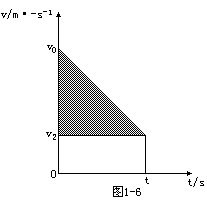 v/m·-s⁻¹
v₀
v₂
0
t
t/s
图1-6